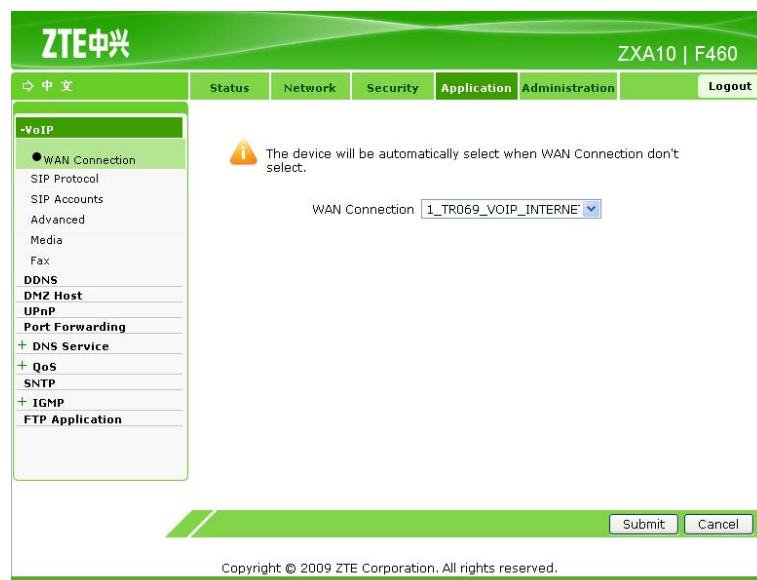 ZTE中兴
ZXA10 | F460
中 文
Status Network Security Application Administration Logout
-VoIP
WAN Connection
SIP Protocol
SIP Accounts
Advanced
Media
Fax
DDNS
DMZ Host
UPnP
Port Forwarding
+ DNS Service
+ QoS
SNTP
+ IGMP
FTP Application
The device will be automatically select when WAN Connection don't
select.
WAN Connection 1_TR069_VOIP_INTERNE
Submit Cancel
Copyright © 2009 ZTE Corporation. All rights reserved.